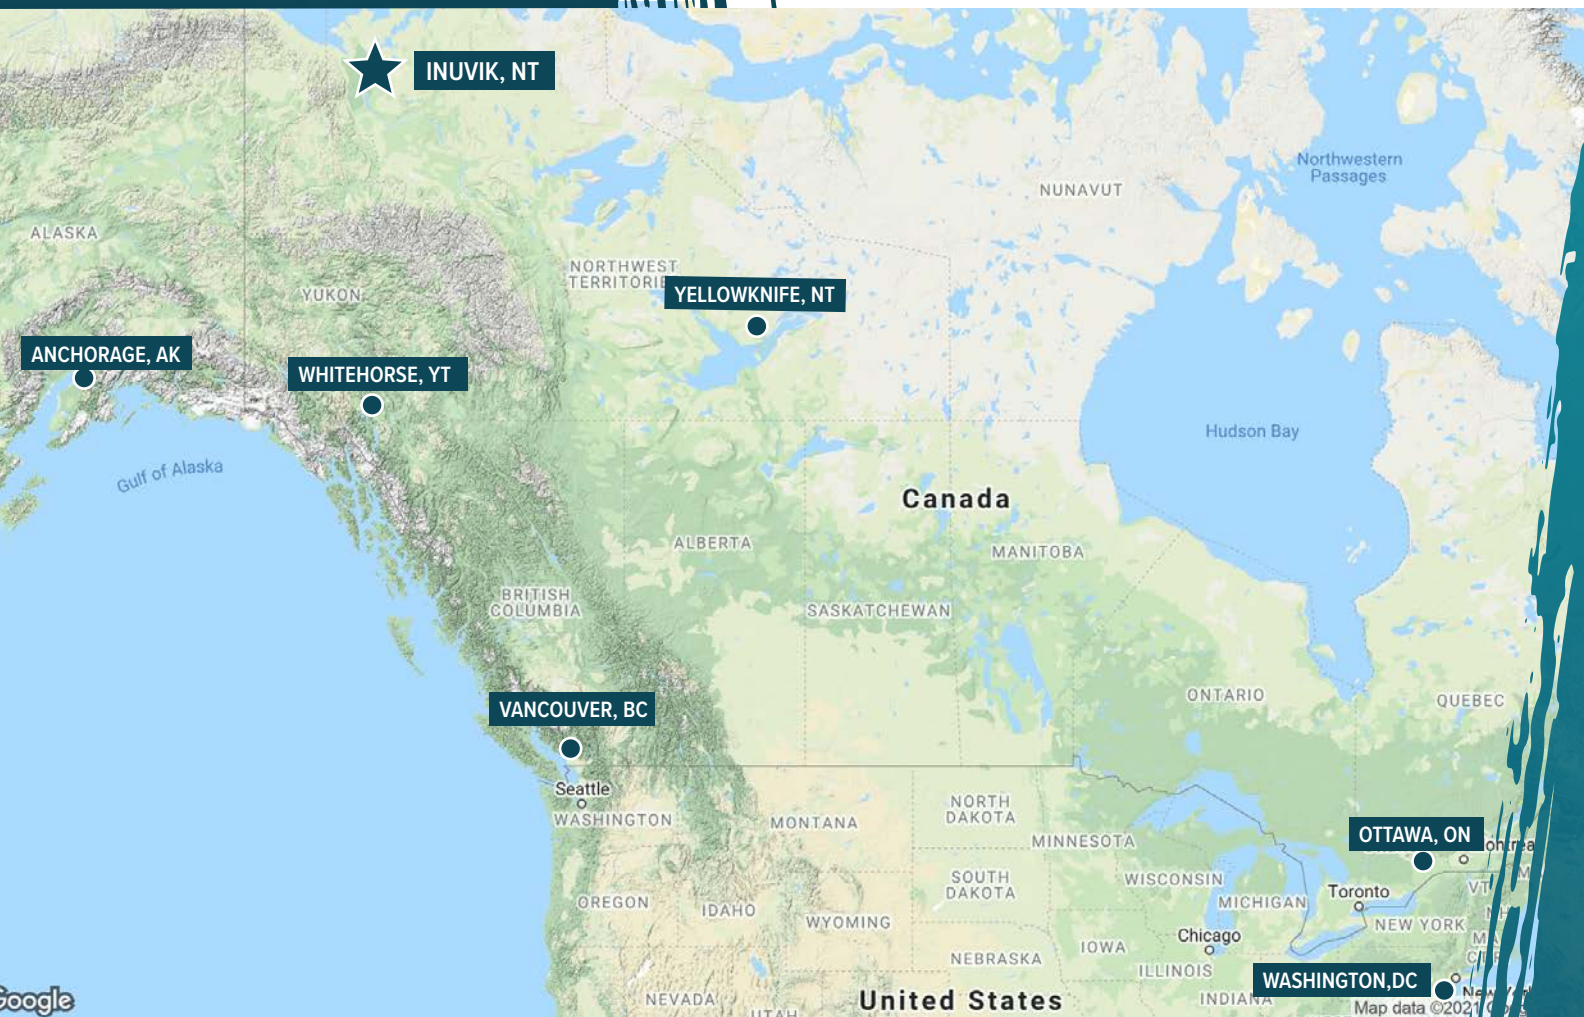 INUVIK, NT
Northwestern
Passages
NUNAVUT
ALASKA
NORTHWEST
YUKON
YELLOWKNIFE, NT
ANCHORAGE, AK
WHITEHORSE, YT
Hudson Bay
Gulf of Alaska
Canada
ALBERTA
MANITOBA
BRITISH
COLUMBIA
SASKATCHEWAN
ONTARIO
QUEBEC
VANCOUVER, BC
Seattle
WASHINGTON
MONTANA
NORTH
DAKOTA
MINNESOTA
OTTAWA, ON
SOUTH
DAKOTA
WISCONSIN
MICHIGAN
Toronto
VT
OREGON
IDAHO
WYOMING
NEW YORK
Chicago
IOWA
NEBRASKA
ILLINOIS
WASHINGTON,DC
NEVADA
United States
INDIANA
UTAH
Map data ©2021
Google